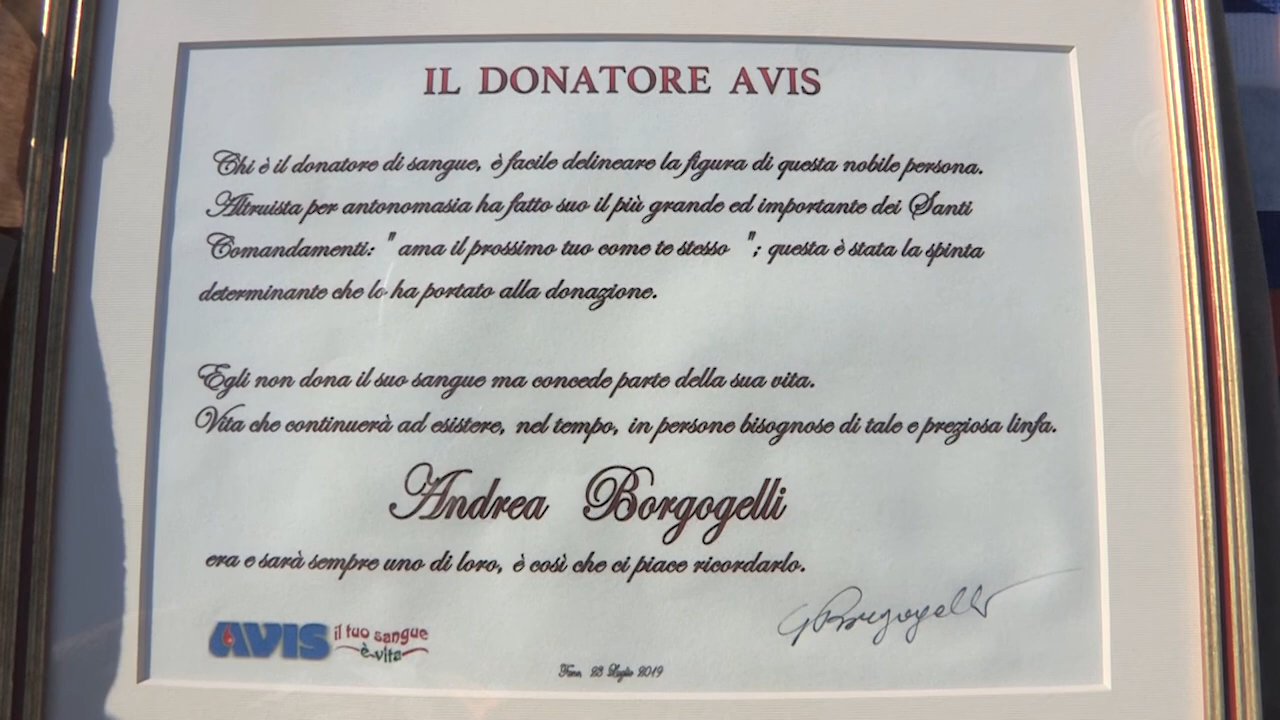 IL DONATORE AVIS
Chi è il donatore di sangue, è facile delineare la figura di questa nobile persona.
Altruista per antonomasia ha fatto suo il più grande ed importante dei Santi
Comandamenti: " ama il prossimo tuo come te stesso "; questa è stata la spinta
determinante che lo ha portato alla donazione.
Egli non dona il suo sangue ma concede parte della sua vita.
Vita che continuerà ad esistere, nel tempo, in persone bisognose di tale e preziosa linfa.
Andrea Borgogelli
era e sarà sempre uno di loro, è così che ci piace ricordarlo.
G Borgogelli
AVIS il tuo sangue
è vita
Fano, 23 Luglio 2019